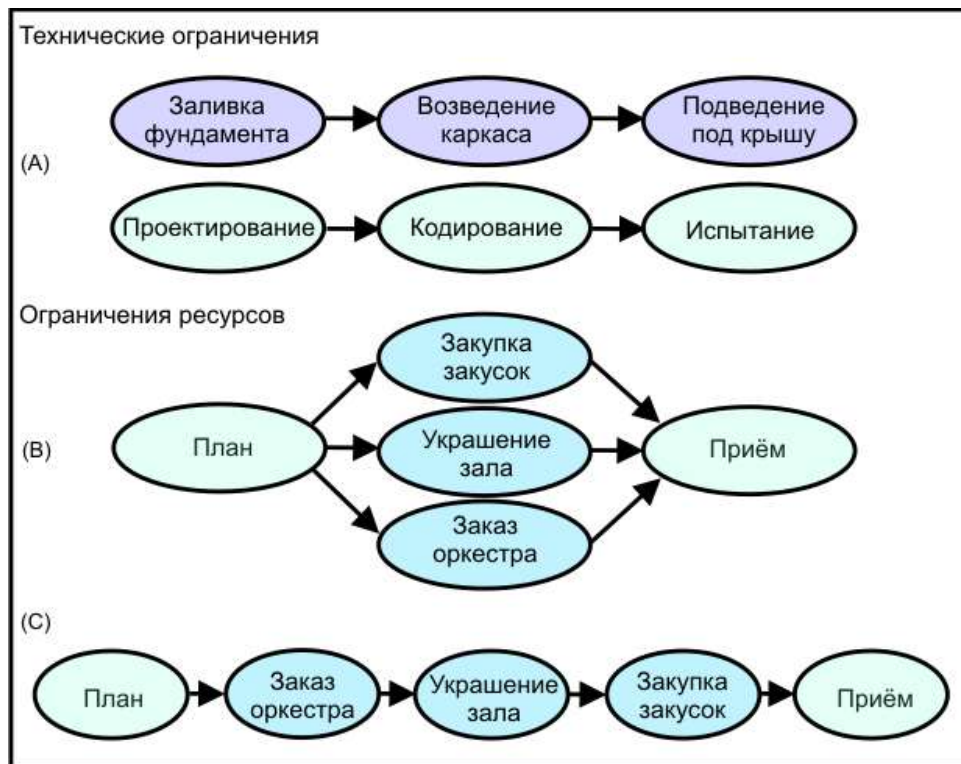 Технические ограничения
Заливка
фундамента
Возведение
каркаса
Подведение
под крышу
(A)
Проектирование
Кодирование
Испытание
Ограничения ресурсов
Закупка
закусок
(B)
План
Украшение
зала
Приём
Заказ
оркестра
(C)
План
Заказ
оркестра
Украшение
зала
Закупка
закусок
Приём